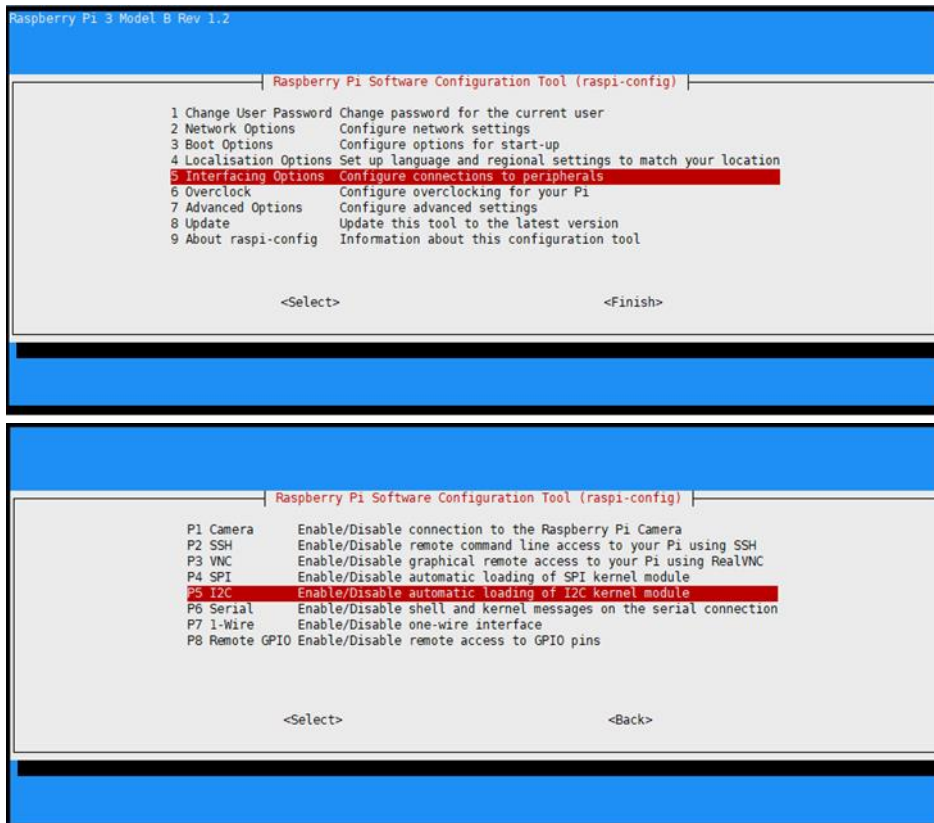 Raspberry Pi 3 Model B Rev 1.2
Raspberry Pi Software Configuration Tool (raspi-config)
1 Change User Password Change password for the current user
2 Network Options Configure network settings
3 Boot Options Configure options for start-up
4 Localisation Options Set up language and regional settings to match your location
5 Interfacing Options Configure connections to peripherals
6 Overclock Configure overclocking for your Pi
7 Advanced Options Configure advanced settings
8 Update Update this tool to the latest version
9 About raspi-config Information about this configuration tool
<Select> <Finish>
Raspberry Pi Software Configuration Tool (raspi-config)
P1 Camera Enable/Disable connection to the Raspberry Pi Camera
P2 SSH Enable/Disable remote command line access to your Pi using SSH
P3 VNC Enable/Disable graphical remote access to your Pi using RealVNC
P4 SPI Enable/Disable automatic loading of SPI kernel module
P5 I2C Enable/Disable automatic loading of I2C kernel module
P6 Serial Enable/Disable shell and kernel messages on the serial connection
P7 1-Wire Enable/Disable one-wire interface
P8 Remote GPIO Enable/Disable remote access to GPIO pins
<Select> <Back>